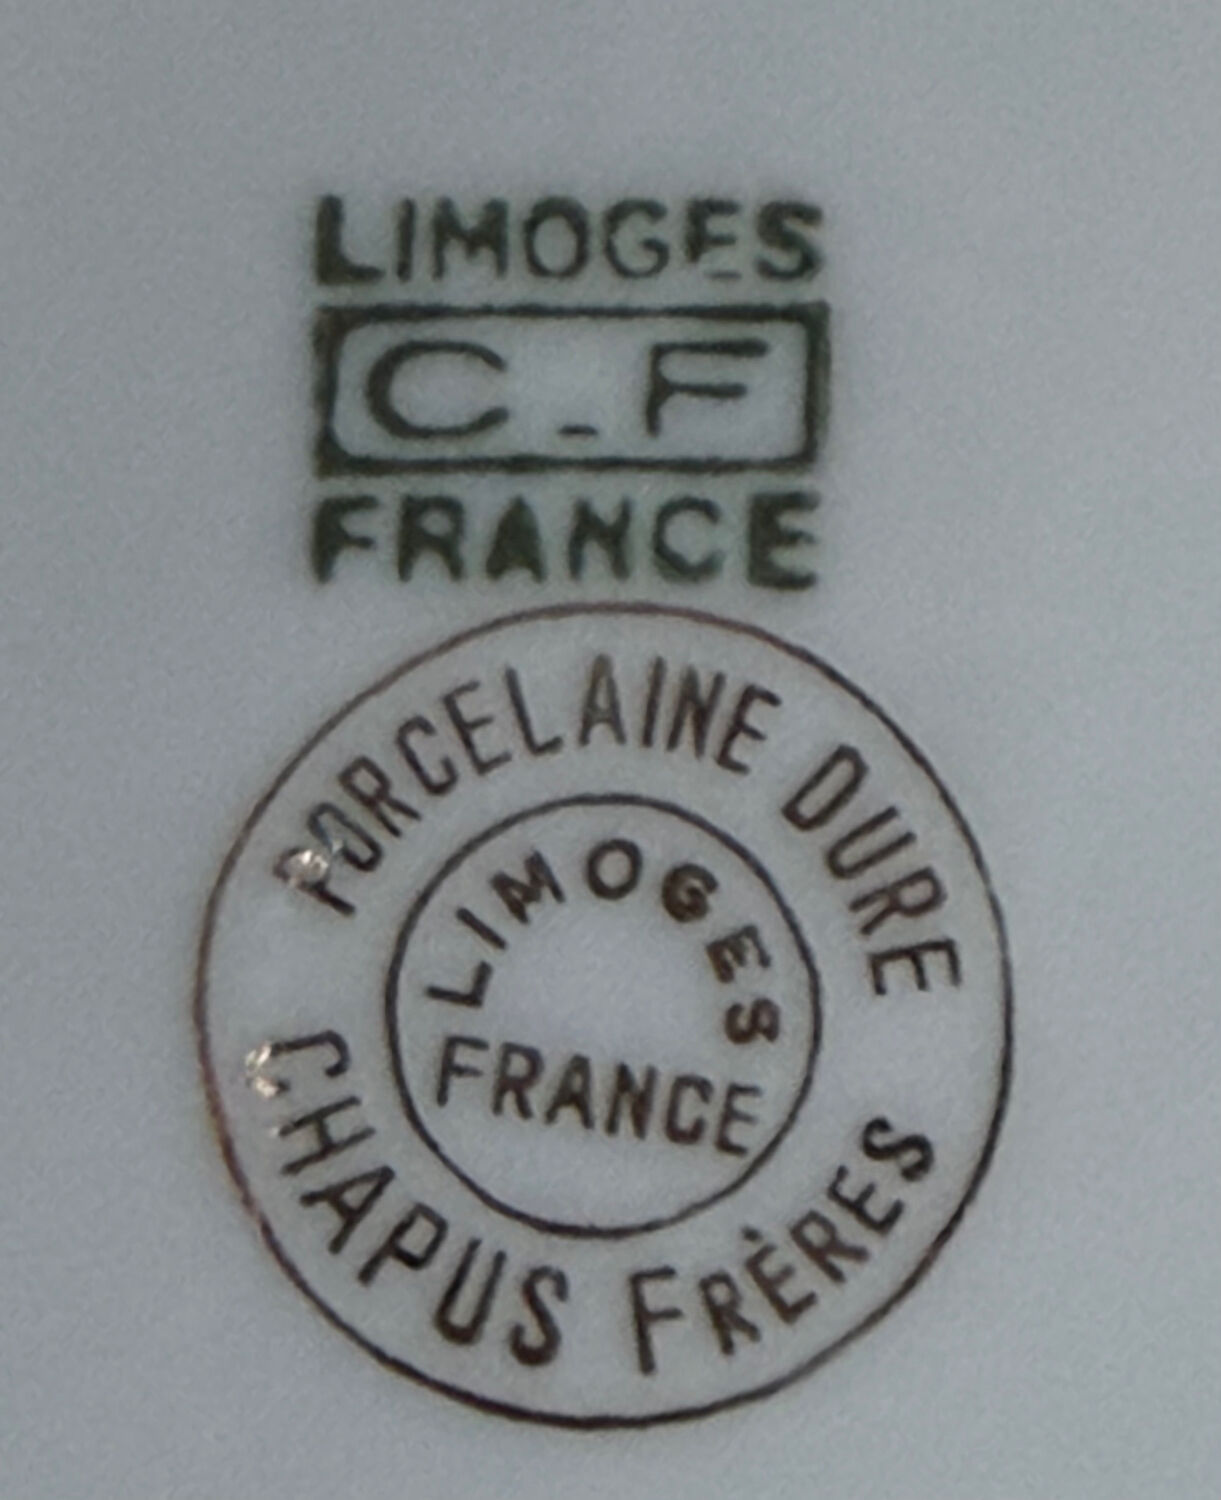 LIMOGES
C-F
FRANCE
PORCELAINE DURE
LIMOGES
FRANCE
CHAPUS FRÈRES